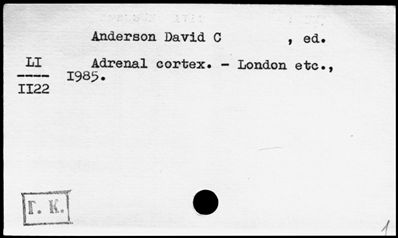 Anderson David C , ed.
LI Adrenal cortex. - London etc.,
---- 1985.
II22
Г. К.
1